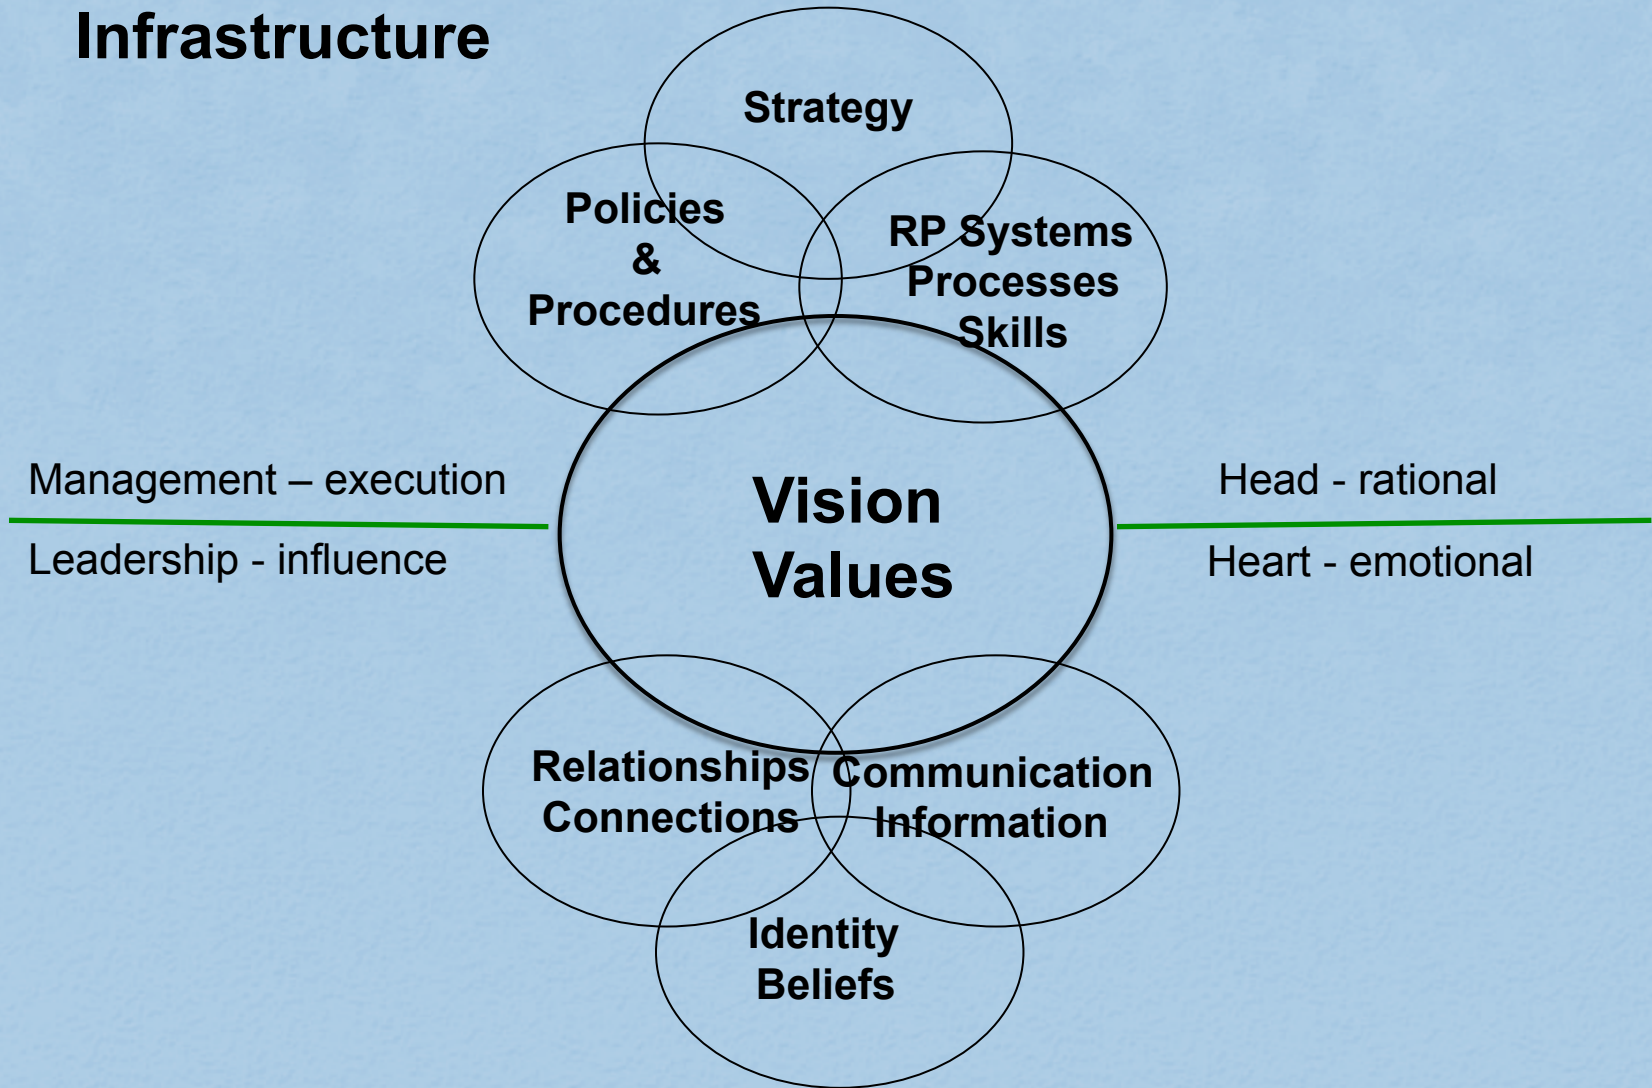 Infrastructure
Strategy
Policies
&
Procedures
RP Systems
Processes
Skills
Management – execution
Leadership - influence
Vision
Values
Head - rational
Heart - emotional
Relationships
Connections
Communication
Information
Identity
Beliefs